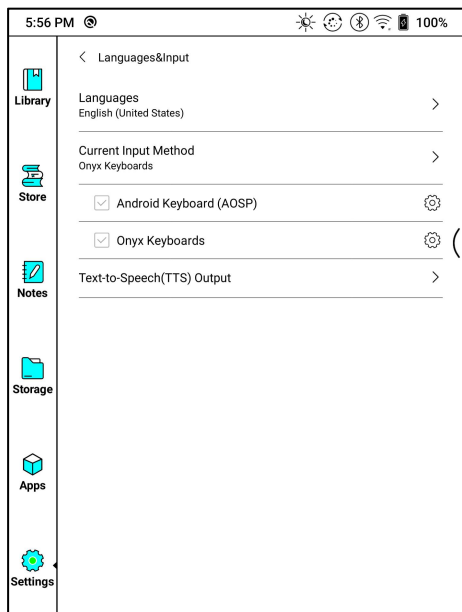 5:56 PM 100%
Languages&Input
Library
Languages
English (United States)
Current Input Method
Onyx Keyboards
Store
Android Keyboard (AOSP)
Onyx Keyboards
Text-to-Speech(TTS) Output
Notes
Storage
Apps
Settings